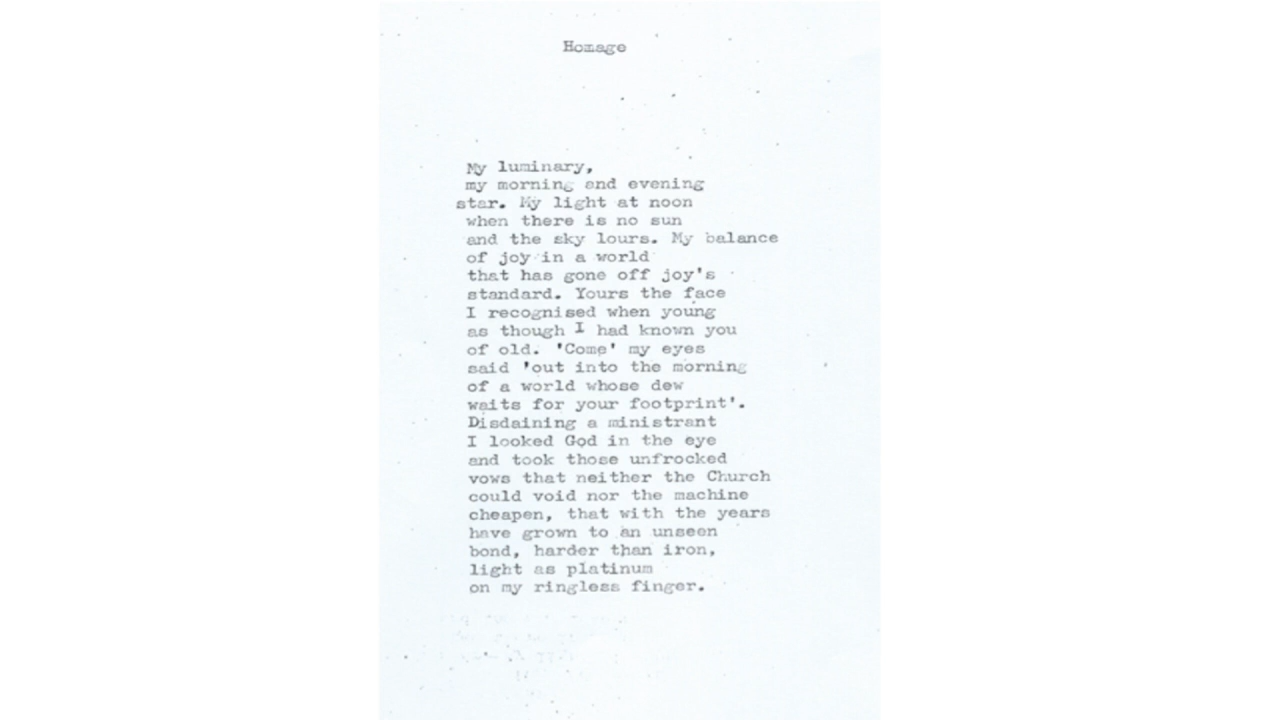 Homage
My luminary,
my morning and evening
star. My light at noon
when there is no sun
and the sky lours. My balance
of joy in a world
that has gone off joy's
standard. Yours the face
I recognised when young
as though I had known you
of old. 'Come' my eyes
said 'out into the morning
of a world whose dew
waits for your footprint'.
Disdaining a ministrant
I looked God in the eye
and took those unfrocked
vows that neither the Church
could void nor the machine
cheapen, that with the years
have grown to an unseen
bond, harder than iron,
light as platinum
on my ringless finger.